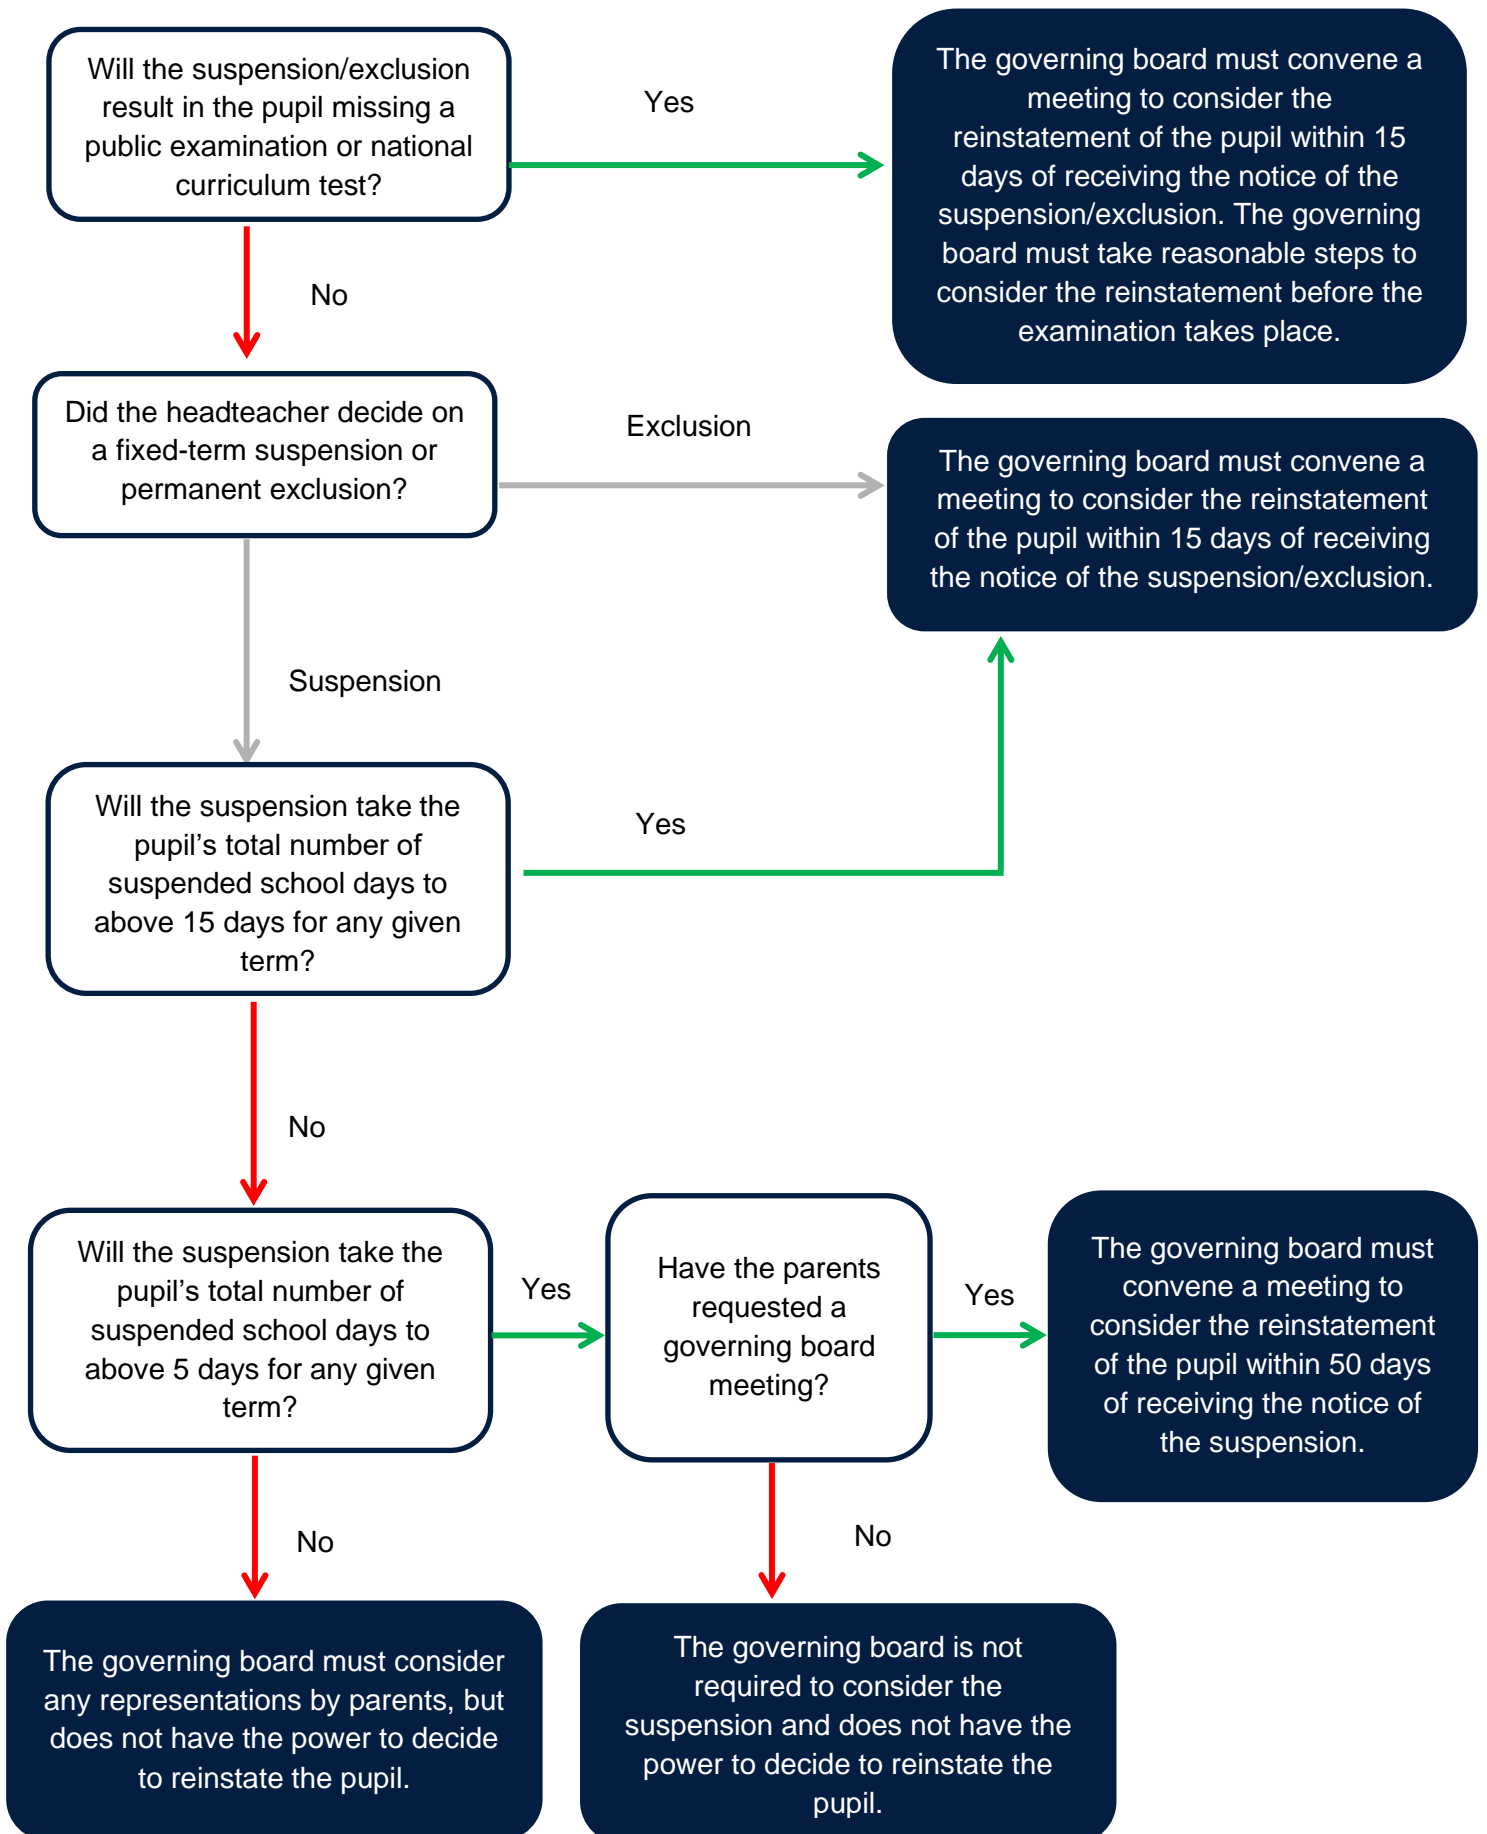 Will the suspension/exclusion
result in the pupil missing a
public examination or national
curriculum test?
Yes
The governing board must convene a
meeting to consider the
reinstatement of the pupil within 15
days of receiving the notice of the
suspension/exclusion. The governing
board must take reasonable steps to
consider the reinstatement before the
examination takes place.
No
Did the headteacher decide on
a fixed-term suspension or
permanent exclusion?
Exclusion
The governing board must convene a
meeting to consider the reinstatement
of the pupil within 15 days of receiving
the notice of the suspension/exclusion.
Suspension
Will the suspension take the
pupil’s total number of
suspended school days to
above 15 days for any given
term?
Yes
No
Will the suspension take the
pupil’s total number of
suspended school days to
above 5 days for any given
term?
Yes
Have the parents
requested a
governing board
meeting?
Yes
The governing board must
convene a meeting to
consider the reinstatement
of the pupil within 50 days
of receiving the notice of
the suspension.
No
No
The governing board must consider
any representations by parents, but
does not have the power to decide
to reinstate the pupil.
The governing board is not
required to consider the
suspension and does not have the
power to decide to reinstate the
pupil.